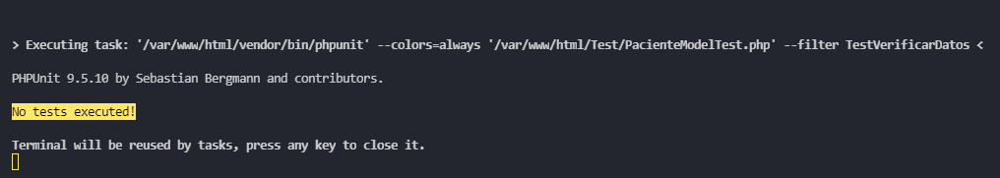 > Executing task: '/var/www/html/vendor/bin/phpunit' --colors=always '/var/www/html/Test/PacienteModelTest.php' --filter TestVerificarDatos <
PHPUnit 9.5.10 by Sebastian Bergmann and contributors.
No tests executed!
Terminal will be reused by tasks, press any key to close it.